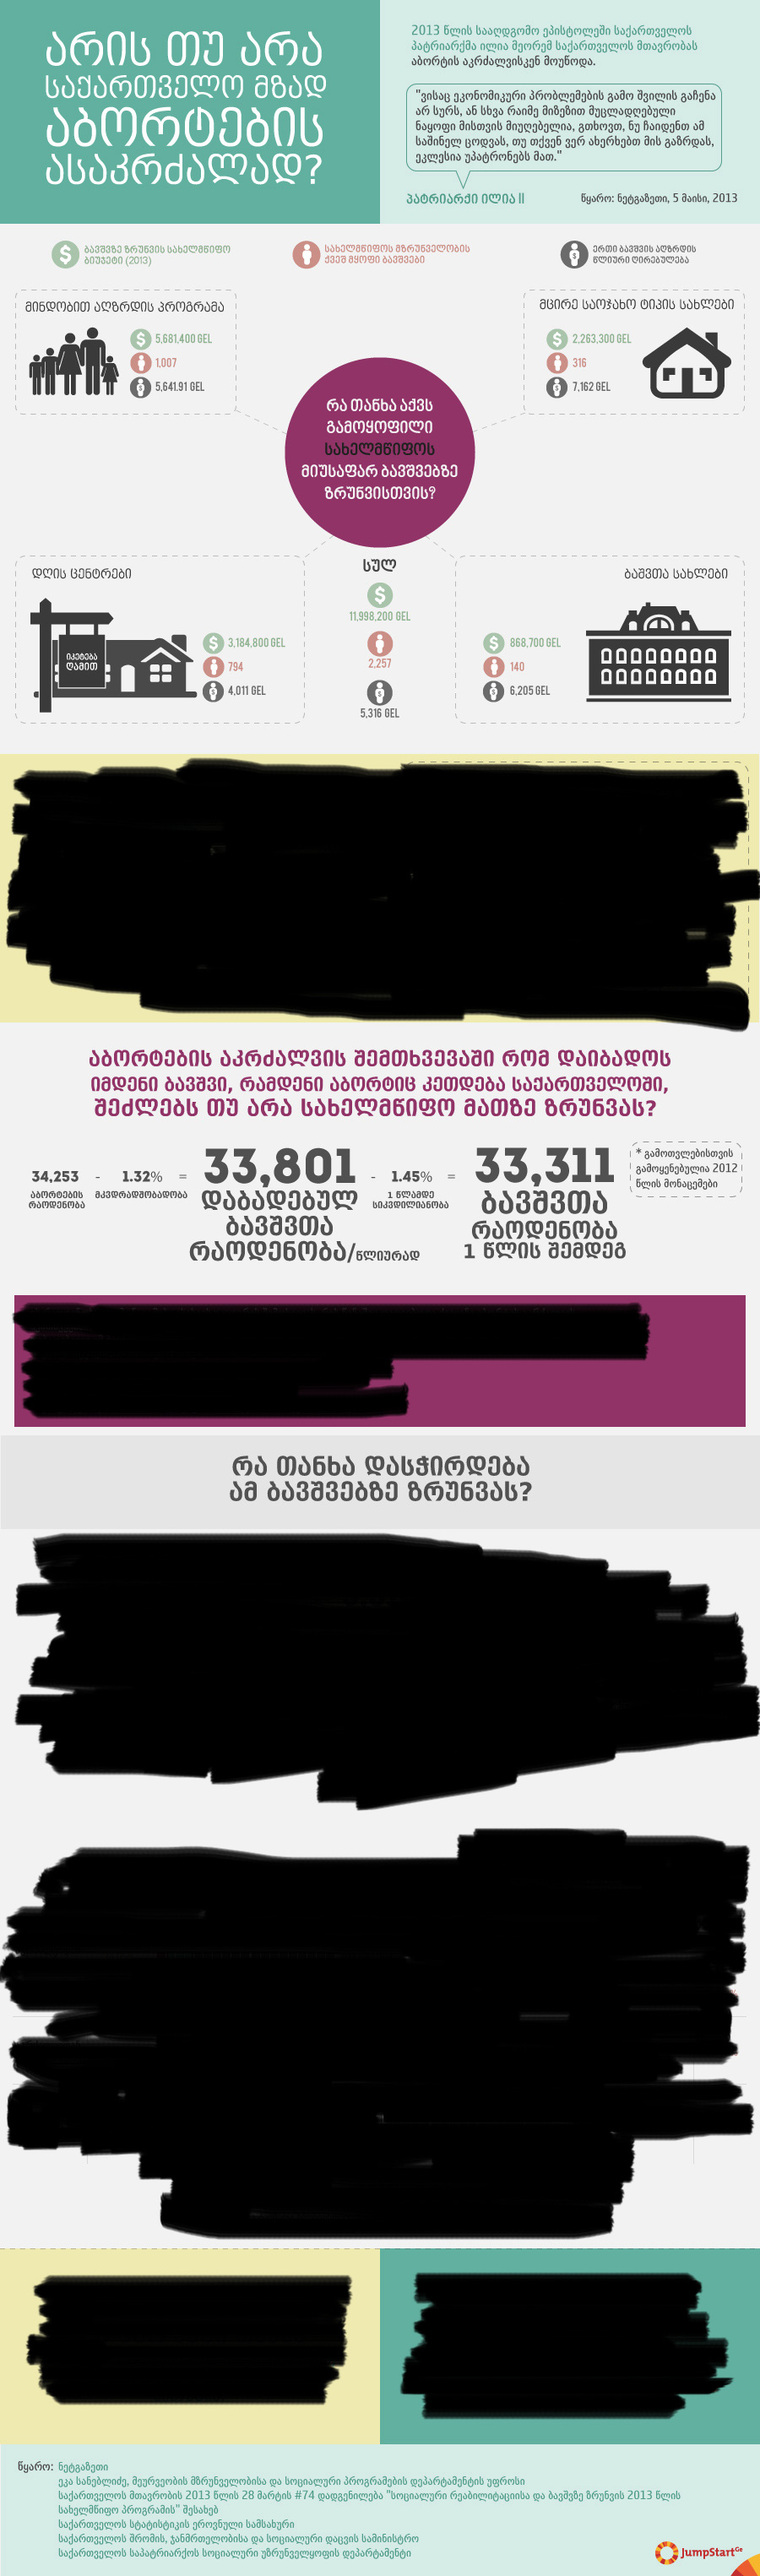 არის თუ არა
საქართველო მზად
აბორტების
ასაკრძალად?
2013 წლის სააღდგომო ეპისტოლეში საქართველოს
პატრიარქმა ილია მეორემ საქართველოს მთავრობას
აბორტის აკრძალვისკენ მოუწოდა.
"ვისაც ეკონომიკური პრობლემების გამო შვილის გაჩენა
არ სურს, ან სხვა რაიმე მიზეზით მუცლადღებული
ნაყოფი მისთვის მიუღებელია, გთხოვთ, ნუ ჩაიდენთ ამ
საშინელ ცოდვას, თუ თქვენ ვერ ახერხებთ მის გაზრდას,
ეკლესია უპატრონებს მათ."
პატრიარქი ილია II
წყარო: ნეტგაზეთი, 5 მაისი, 2013
ბავშვზე ზრუნვის სახელმწიფო
ბიუჯეტი (2013)
სახელმწიფოს მზრუნველობის
ქვეშ მყოფი ბავშვები
ერთი ბავშვის აღზრდის
წლიური ღირებულება
მინდობით აღზრდის პროგრამა
5,681,400 GEL
1,007
5,641.91 GEL
მცირე საოჯახო ტიპის სახლები
2,263,300 GEL
316
7,162 GEL
რა თანხა აქვს
გამოყოფილი
სახელმწიფოს
მიუსაფარ ბავშვებზე
ზრუნვისთვის?
დღის ცენტრები
იკეტება
ღამით
3,184,800 GEL
794
4,011 GEL
სულ
11,998,200 GEL
2,257
5,316 GEL
ბაშვთა სახლები
868,700 GEL
140
6,205 GEL
აბორტების აკრძალვის შემთხვევაში რომ დაიბადოს
იმდენი ბავშვი, რამდენი აბორტიც კეთდება საქართველოში,
შეძლებს თუ არა სახელმწიფო მათზე ზრუნვას?
34,253 - 1.32% = 33,801 - 1.45% = 33,311
აბორტების
რაოდენობა
მკვდრადშობადობა
დაბადებულ
ბავშვთა
რაოდენობა/წლიურად
1 წლამდე
სიკვდილიანობა
ბავშვთა
რაოდენობა
1 წლის შემდეგ
* გამოთვლებისთვის
გამოყენებულია 2012
წლის მონაცემები
რა თანხა დასჭირდება
ამ ბავშვებზე ზრუნვას?
წყარო: ნეტგაზეთი
ეკა სანებლიძე, მეურვეობის მზრუნველობისა და სოციალური პროგრამების დეპარტამენტის უფროსი
საქართველოს მთავრობის 2013 წლის 28 მარტის #74 დადგენილება "სოციალური რეაბილიტაციისა და ბავშვზე ზრუნვის 2013 წლის
სახელმწიფო პროგრამის" შესახებ
საქართველოს სტატისტიკის ეროვნული სამსახური
საქართველოს შრომის, ჯანმრთელობისა და სოციალური დაცვის სამინისტრო
საქართველოს საპატრიარქოს სოციალური უზრუნველყოფის დეპარტამენტი
JumpStart Ge